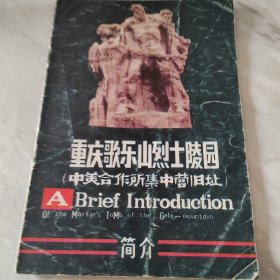 重庆歌乐山烈士陵园
(中美合作所集中营旧址)
A Brief Introduction
Of the Martyr's Tomb of the Gele-mountain
简介